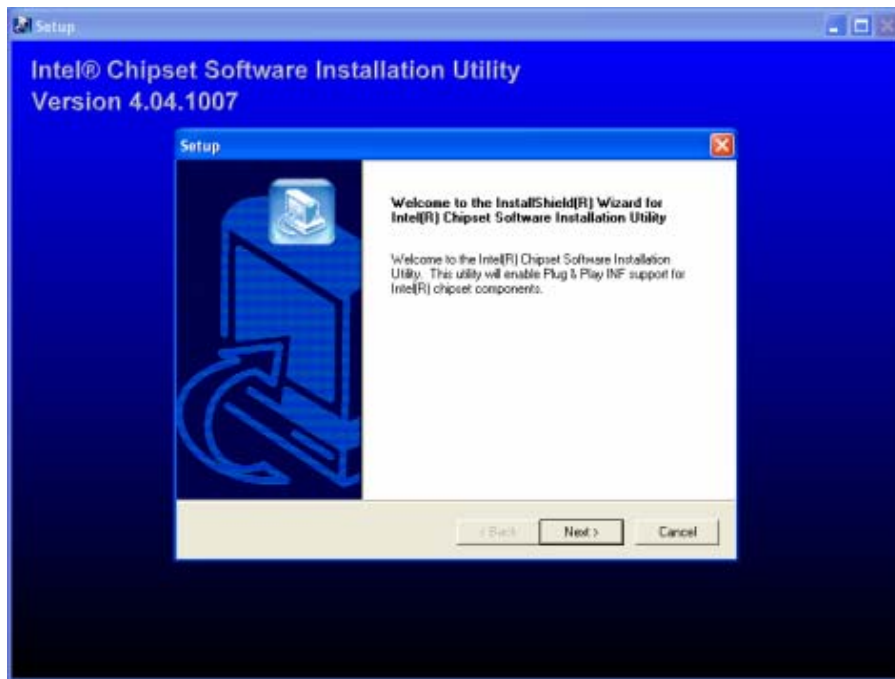 Setup
Intel® Chipset Software Installation Utility
Version 4.04.1007
Setup
Welcome to the InstallShield(R) Wizard for
Intel(R) Chipset Software Installation Utility
Welcome to the Intel(R) Chipset Software Installation
Utility. This utility will enable Plug & Play INF support for
Intel(R) chipset components.
< Back
Next >
Cancel